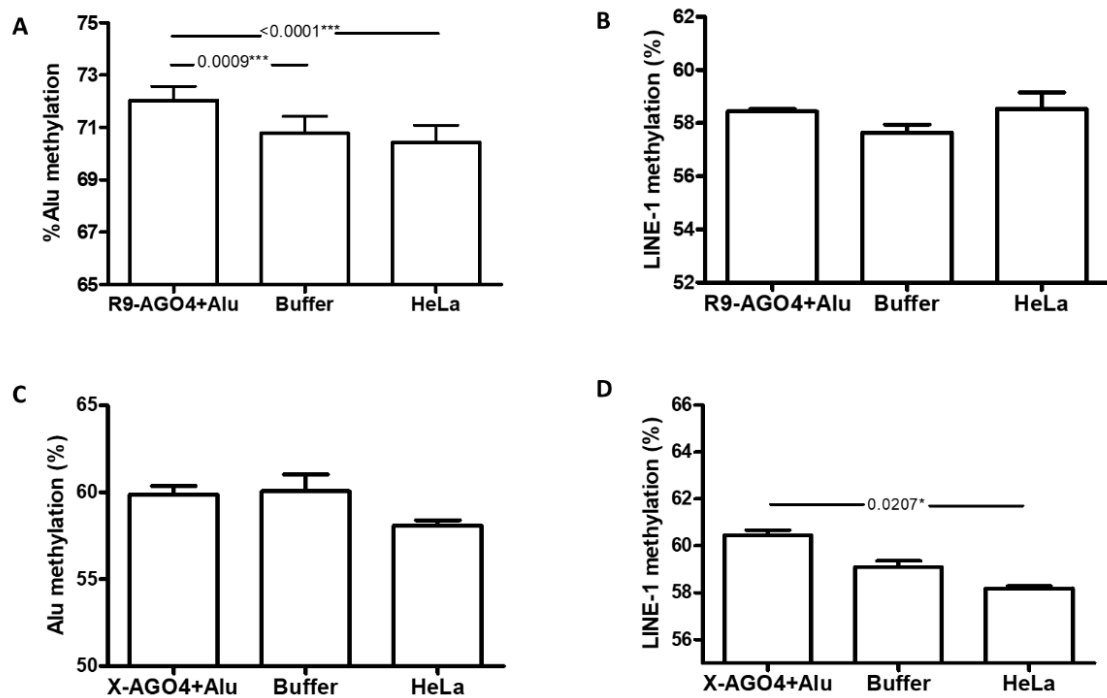 A
%Alu methylation
75
73
71
69
67
65
<0.0001***
0.0009***
R9-AGO4+Alu Buffer HeLa
B
LINE-1 methylation (%)
62
60
58
56
54
52
R9-AGO4+Alu Buffer HeLa
C
Alu methylation (%)
65
60
55
50
X-AGO4+Alu Buffer HeLa
D
LINE-1 methylation (%)
66
64
62
60
58
56
0.0207*
X-AGO4+Alu Buffer HeLa